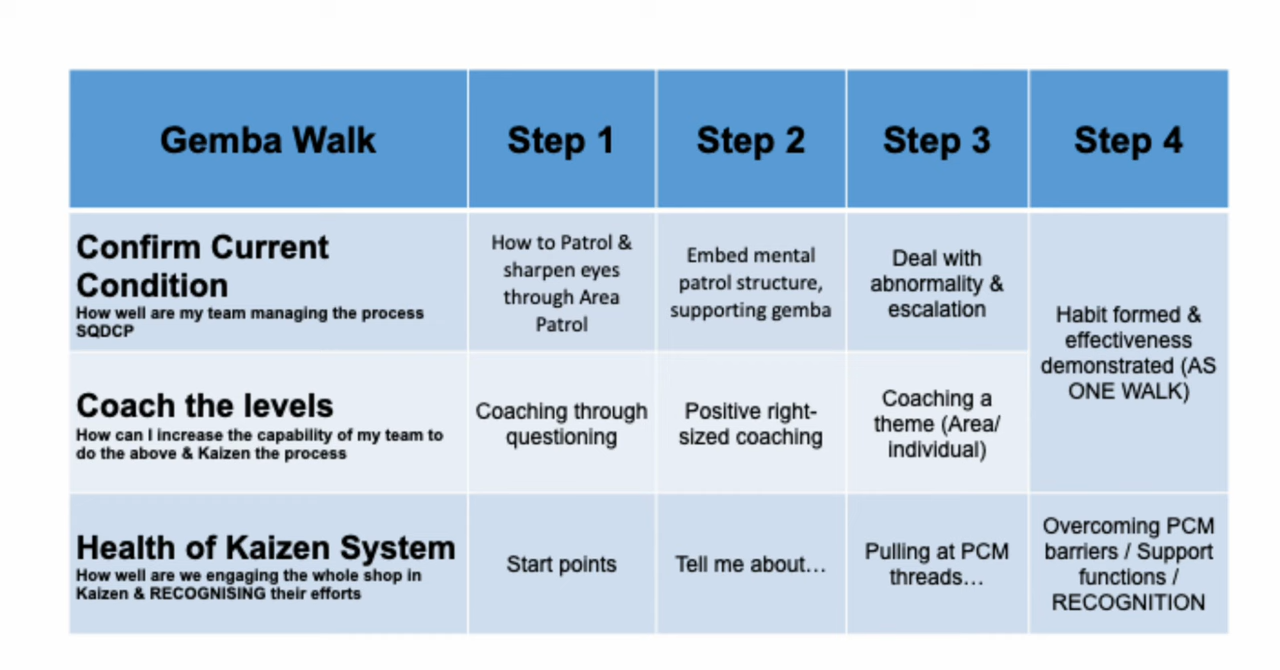 Gemba Walk
Step 1
Step 2
Step 3
Step 4
Confirm Current
Condition
How well are my team managing the process
SQDCP
How to Patrol &
sharpen eyes
through Area
Patrol
Embed mental
patrol structure,
supporting gemba
Deal with
abnormality &
escalation
Habit formed &
effectiveness
demonstrated (AS
ONE WALK)
Coach the levels
How can I increase the capability of my team to
do the above & Kaizen the process
Coaching through
questioning
Positive right-
sized coaching
Coaching a
theme (Area/
individual)
Health of Kaizen System
How well are we engaging the whole shop in
Kaizen & RECOGNISING their efforts
Start points
Tell me about…
Pulling at PCM
threads…
Overcoming PCM
barriers / Support
functions /
RECOGNITION